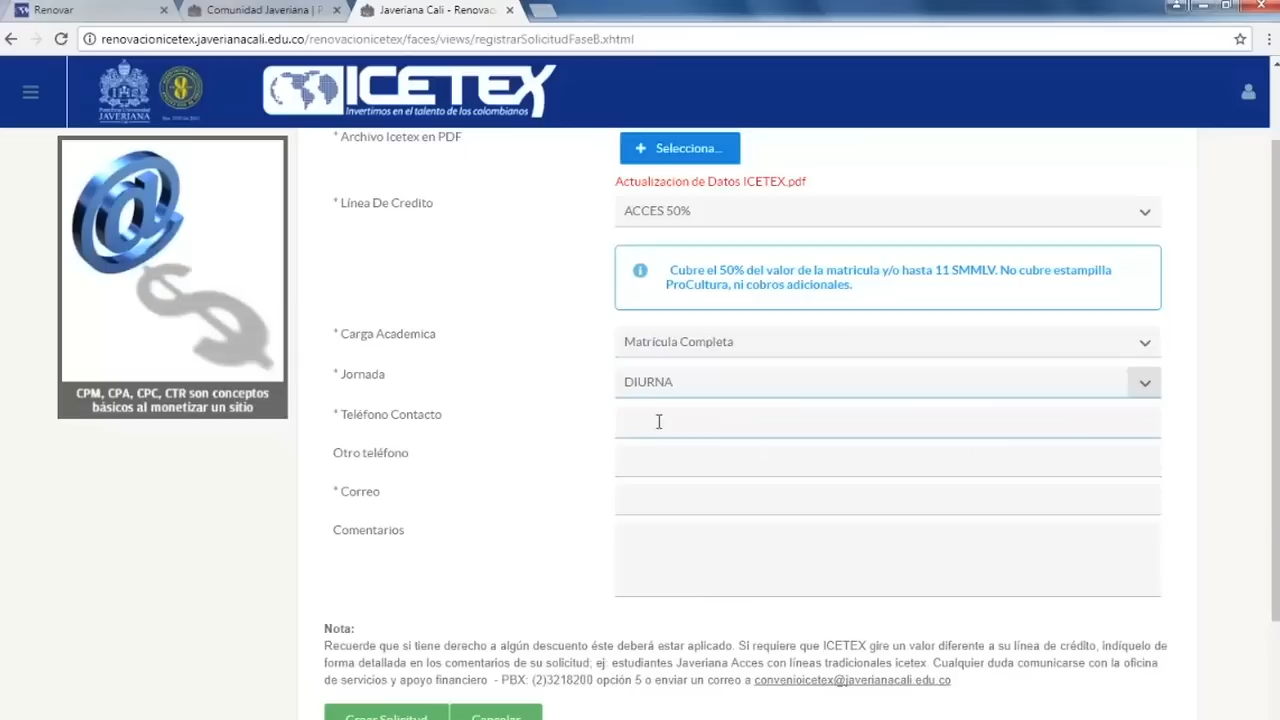 Renovar
Comunidad Javeriana | P
Javeriana Cali - Renovac
renovacionicetex.javerianacali.edu.co/renovacionicetex/faces/views/registrarSolicitudFaseB.xhtml
JAVERIANA
ICETEX
Invertimos en el talento de los colombianos
* Archivo Icetex en PDF
+ Selecciona...
Actualizacion de Datos ICETEX.pdf
* Línea De Credito
ACCES 50%
Cubre el 50% del valor de la matricula y/o hasta 11 SMMLV. No cubre estampilla
ProCultura, ni cobros adicionales.
CPM, CPA, CPC, CTR son conceptos
básicos al monetizar un sitio
* Carga Academica
Matrícula Completa
* Jornada
DIURNA
* Teléfono Contacto
Otro teléfono
* Correo
Comentarios
Nota:
Recuerde que si tiene derecho a algún descuento éste deberá estar aplicado. Si requiere que ICETEX gire un valor diferente a su línea de crédito, indíquelo de
forma detallada en los comentarios de su solicitud; ej. estudiantes Javeriana Acces con líneas tradicionales icetex. Cualquier duda comunicarse con la oficina
de servicios y apoyo financiero - PBX: (2)3218200 opción 5 o enviar un correo a convenioicetex@javerianacali.edu.co
Crear Solicitud
Cancelar